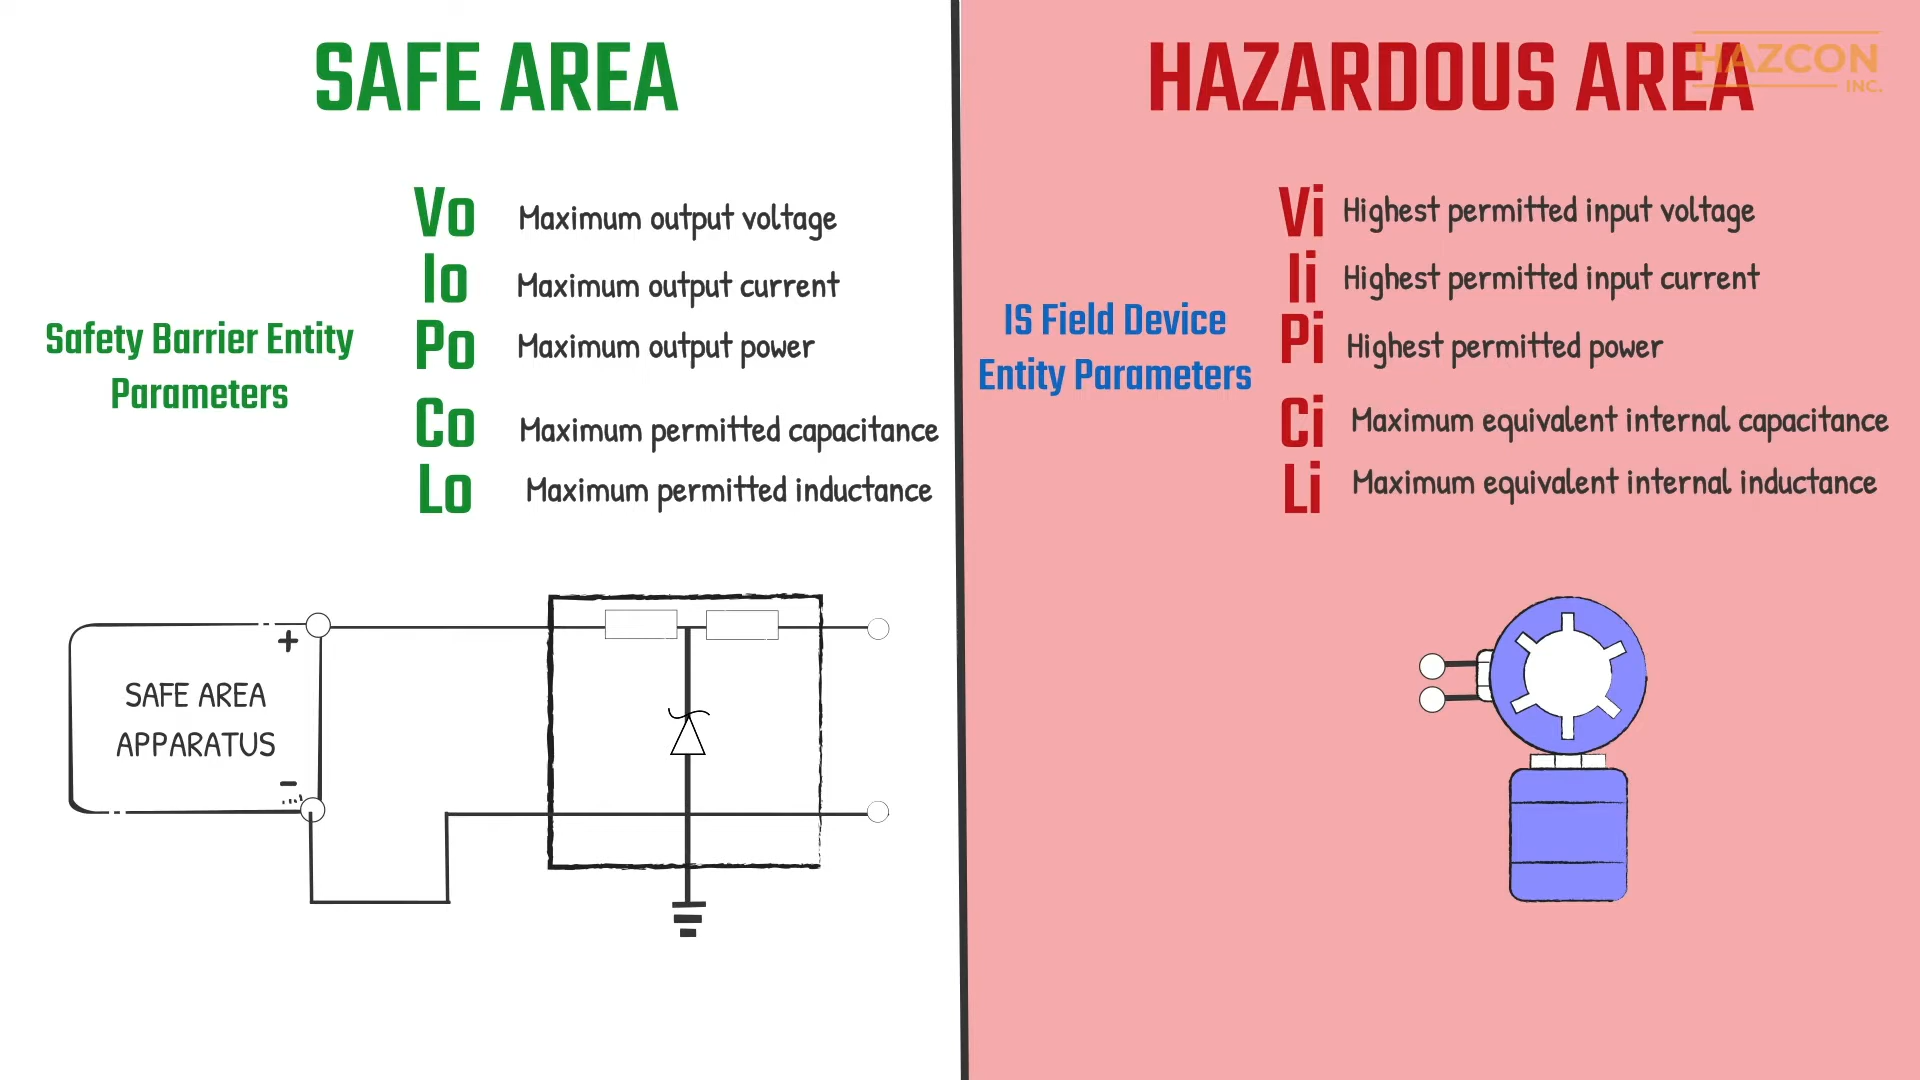 SAFE AREA
HAZARDOUS AREA
HAZCON
INC.
Safety Barrier Entity
Parameters
Vo Maximum output voltage
Io Maximum output current
Po Maximum output power
Co Maximum permitted capacitance
Lo Maximum permitted inductance
IS Field Device
Entity Parameters
Vi Highest permitted input voltage
Ii Highest permitted input current
Pi Highest permitted power
Ci Maximum equivalent internal capacitance
Li Maximum equivalent internal inductance
+
SAFE AREA
APPARATUS
-